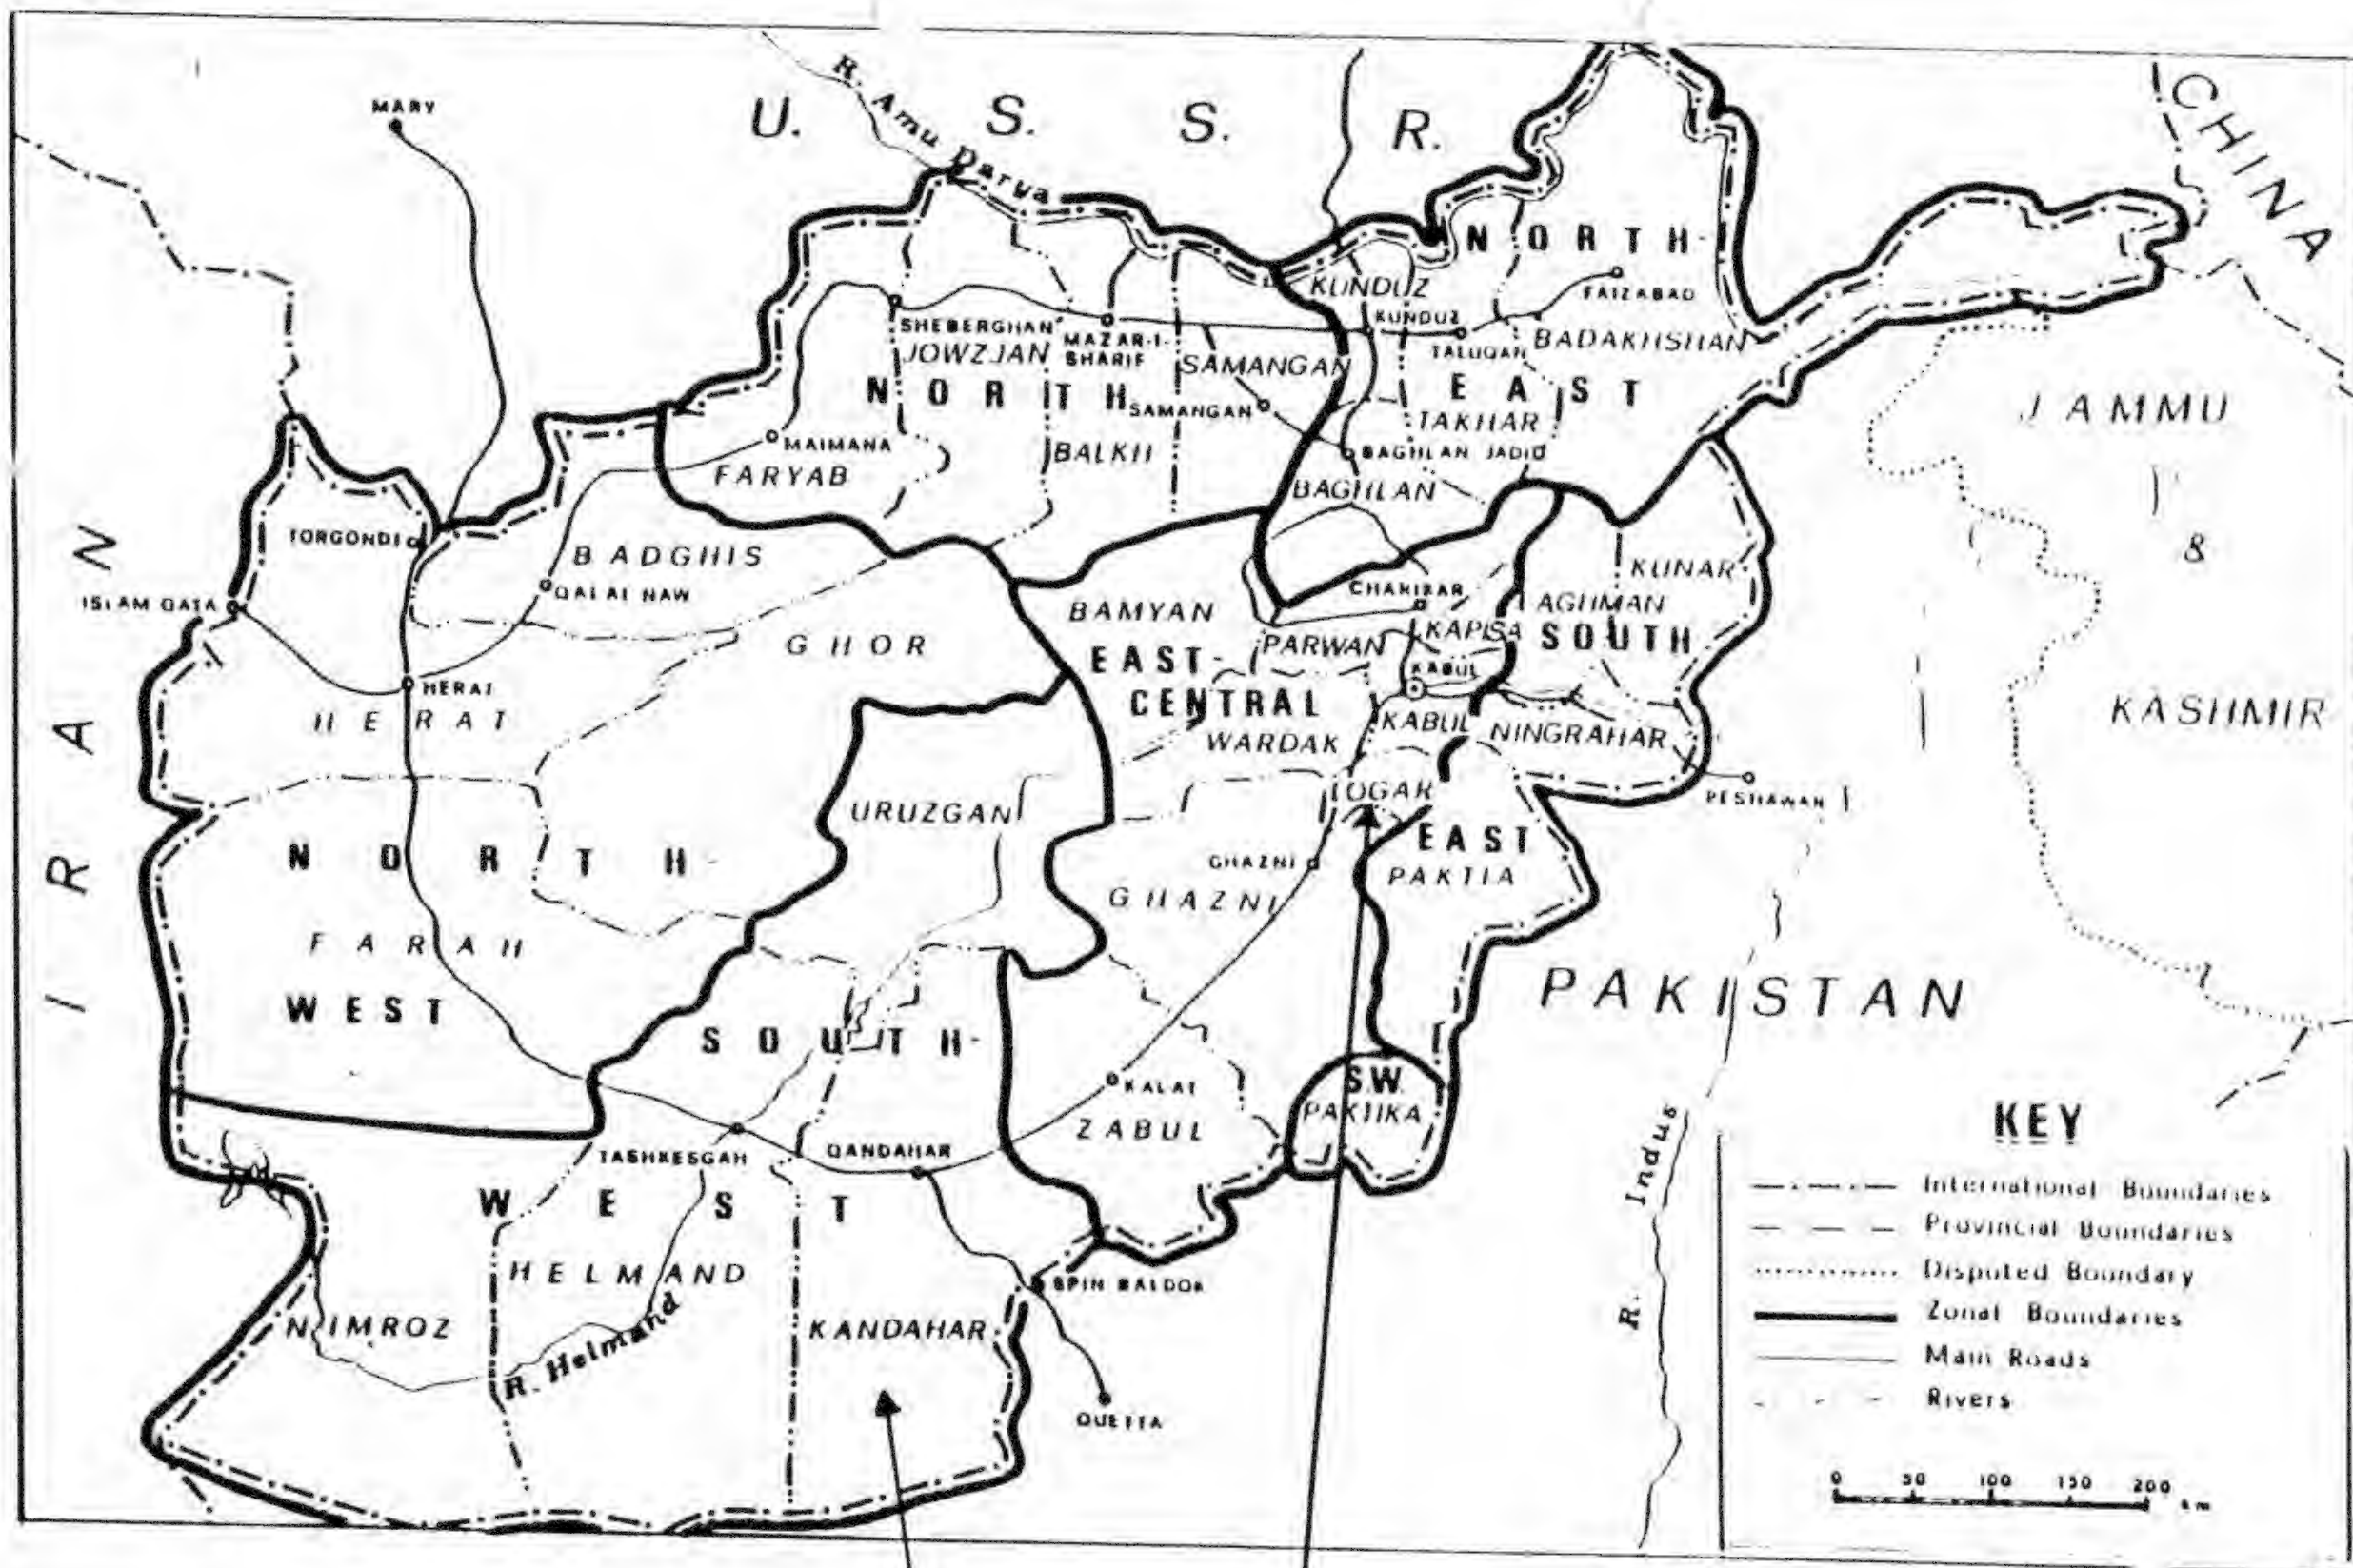 MARY
U. S. S. R.
R. Amu Darya
CHINA
NORTH-
KUNDUZ
FAIZABAD
KUNDUZ
SHEBERGHAN
MAZAR-I-
SHARIF
TALUQAN
BADAKHSHAN
JOWZJAN
SAMANGAN
NORTH
EAST
SAMANGAN
TAKHAR
JAMMU
MAIMANA
BALKH
BAGHLAN JADID
FARYAB
BAGHLAN
IRAN
TORGONDI
BADGHIS
&
KUNAR
QALAI NAW
CHARIKAR
ISLAM QATA
BAMYAN
AGHMAN
GHOR
PARWAN
KAPISA
SOUTH
EAST-
KABUL
HERAT
CENTRAL
HERAT
KABUL
NINGRAHAR
KASHMIR
WARDAK
LOGAR
PESHAWAR
URUZGAN
NORTH-
EAST
GHAZNI
PAKTIA
GHAZNI
FARAH
PAKISTAN
WEST
SOUTH-
S.W.
KALAT
PAKTIKA
ZABUL
KEY
TASHKESGAH
QANDAHAR
R. Indus
International Boundaries
WEST
Provincial Boundaries
HELMAND
SPIN BALDOK
Disputed Boundary
NIMROZ
KANDAHAR
Zonal Boundaries
R. Helmand
Main Roads
QUETTA
Rivers
0 50 100 150 200 km